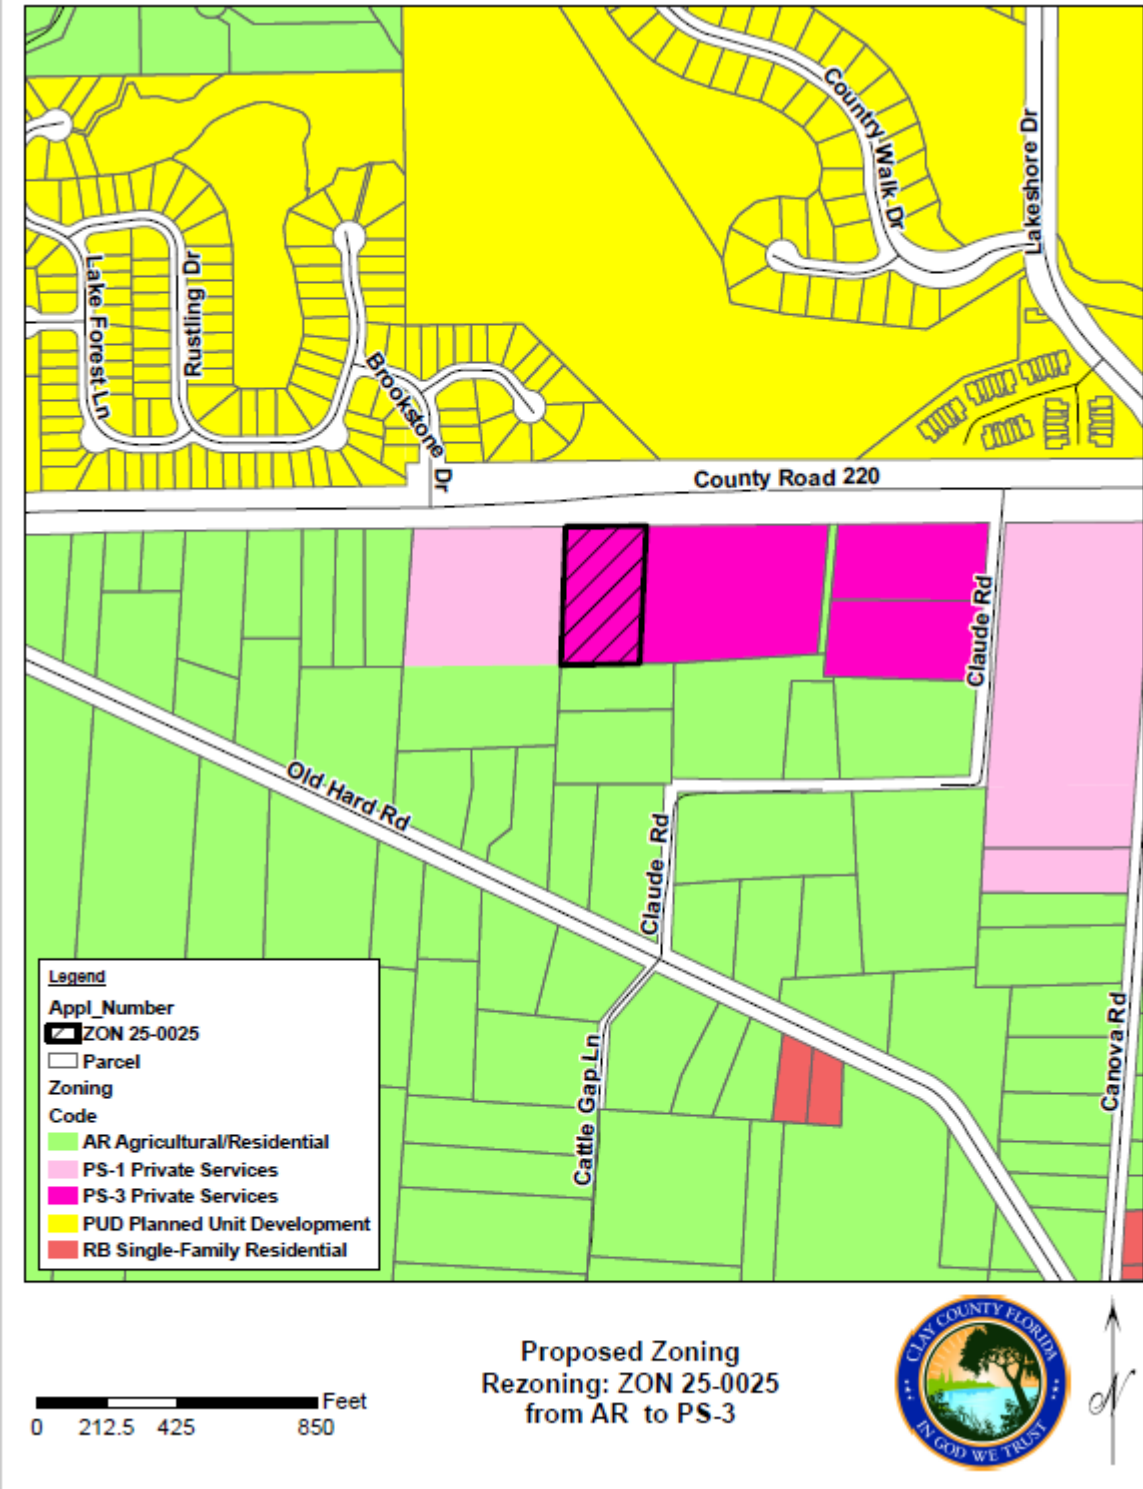 Country Walk Dr
Lakeshore Dr
Lake Forest Ln
Rustling Dr
Brookstone Dr
County Road 220
Claude Rd
Old Hard Rd
Claude Rd
Cattle Gap Ln
Canova Rd
Legend
Appl_Number
ZON 25-0025
Parcel
Zoning
Code
AR Agricultural/Residential
PS-1 Private Services
PS-3 Private Services
PUD Planned Unit Development
RB Single-Family Residential
Feet
0 212.5 425 850
Proposed Zoning
Rezoning: ZON 25-0025
from AR to PS-3
CLAY COUNTY FLORIDA
IN GOD WE TRUST
N